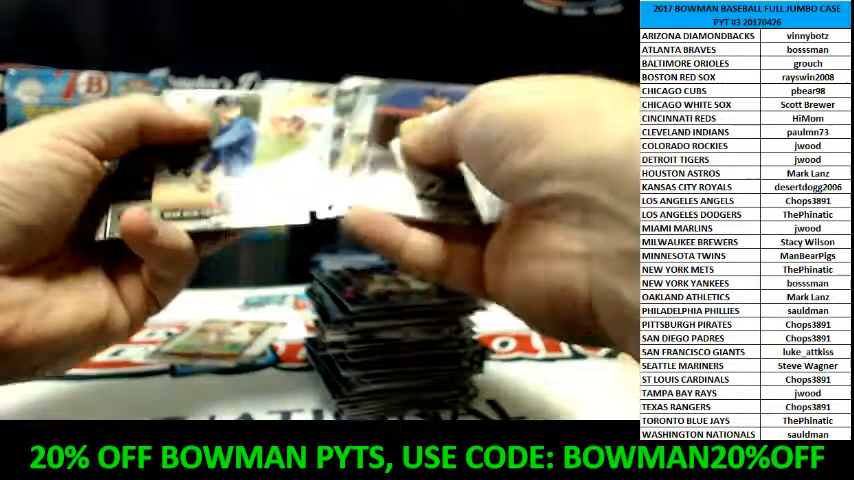 2017 BOWMAN BASEBALL FULL JUMBO CASE
PYT #3 20170426
ARIZONA DIAMONDBACKS vinnybotz
ATLANTA BRAVES bosssman
BALTIMORE ORIOLES grouch
BOSTON RED SOX rayswin2008
CHICAGO CUBS pbear98
CHICAGO WHITE SOX Scott Brewer
CINCINNATI REDS HiMom
CLEVELAND INDIANS paulmn73
COLORADO ROCKIES jwood
DETROIT TIGERS jwood
HOUSTON ASTROS Mark Lanz
KANSAS CITY ROYALS desertdogg2006
LOS ANGELES ANGELS Chops3891
LOS ANGELES DODGERS ThePhinatic
MIAMI MARLINS jwood
MILWAUKEE BREWERS Stacy Wilson
MINNESOTA TWINS ManBearPigs
NEW YORK METS ThePhinatic
NEW YORK YANKEES bosssman
OAKLAND ATHLETICS Mark Lanz
PHILADELPHIA PHILLIES sauldman
PITTSBURGH PIRATES Chops3891
SAN DIEGO PADRES Chops3891
SAN FRANCISCO GIANTS luke_attkiss
SEATTLE MARINERS Steve Wagner
ST LOUIS CARDINALS Chops3891
TAMPA BAY RAYS jwood
TEXAS RANGERS Chops3891
TORONTO BLUE JAYS ThePhinatic
WASHINGTON NATIONALS sauldman
20% OFF BOWMAN PYTS, USE CODE: BOWMAN20%OFF